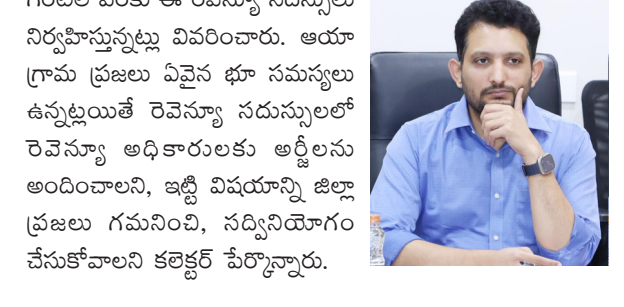 గంటల వరకు ఈ రెవెన్యూ సదస్సులు
నిర్వహిస్తున్నట్లు వివరించారు. ఆయా
గ్రామ ప్రజలు ఏవైన భూ సమస్యలు
ఉన్నట్లయితే రెవెన్యూ సదుస్సులలో
రెవెన్యూ అధికారులకు అర్జీలను
అందించాలని, ఇట్టి విషయాన్ని జిల్లా
ప్రజలు గమనించి, సద్వినియోగం
చేసుకోవాలని కలెక్టర్ పేర్కొన్నారు.